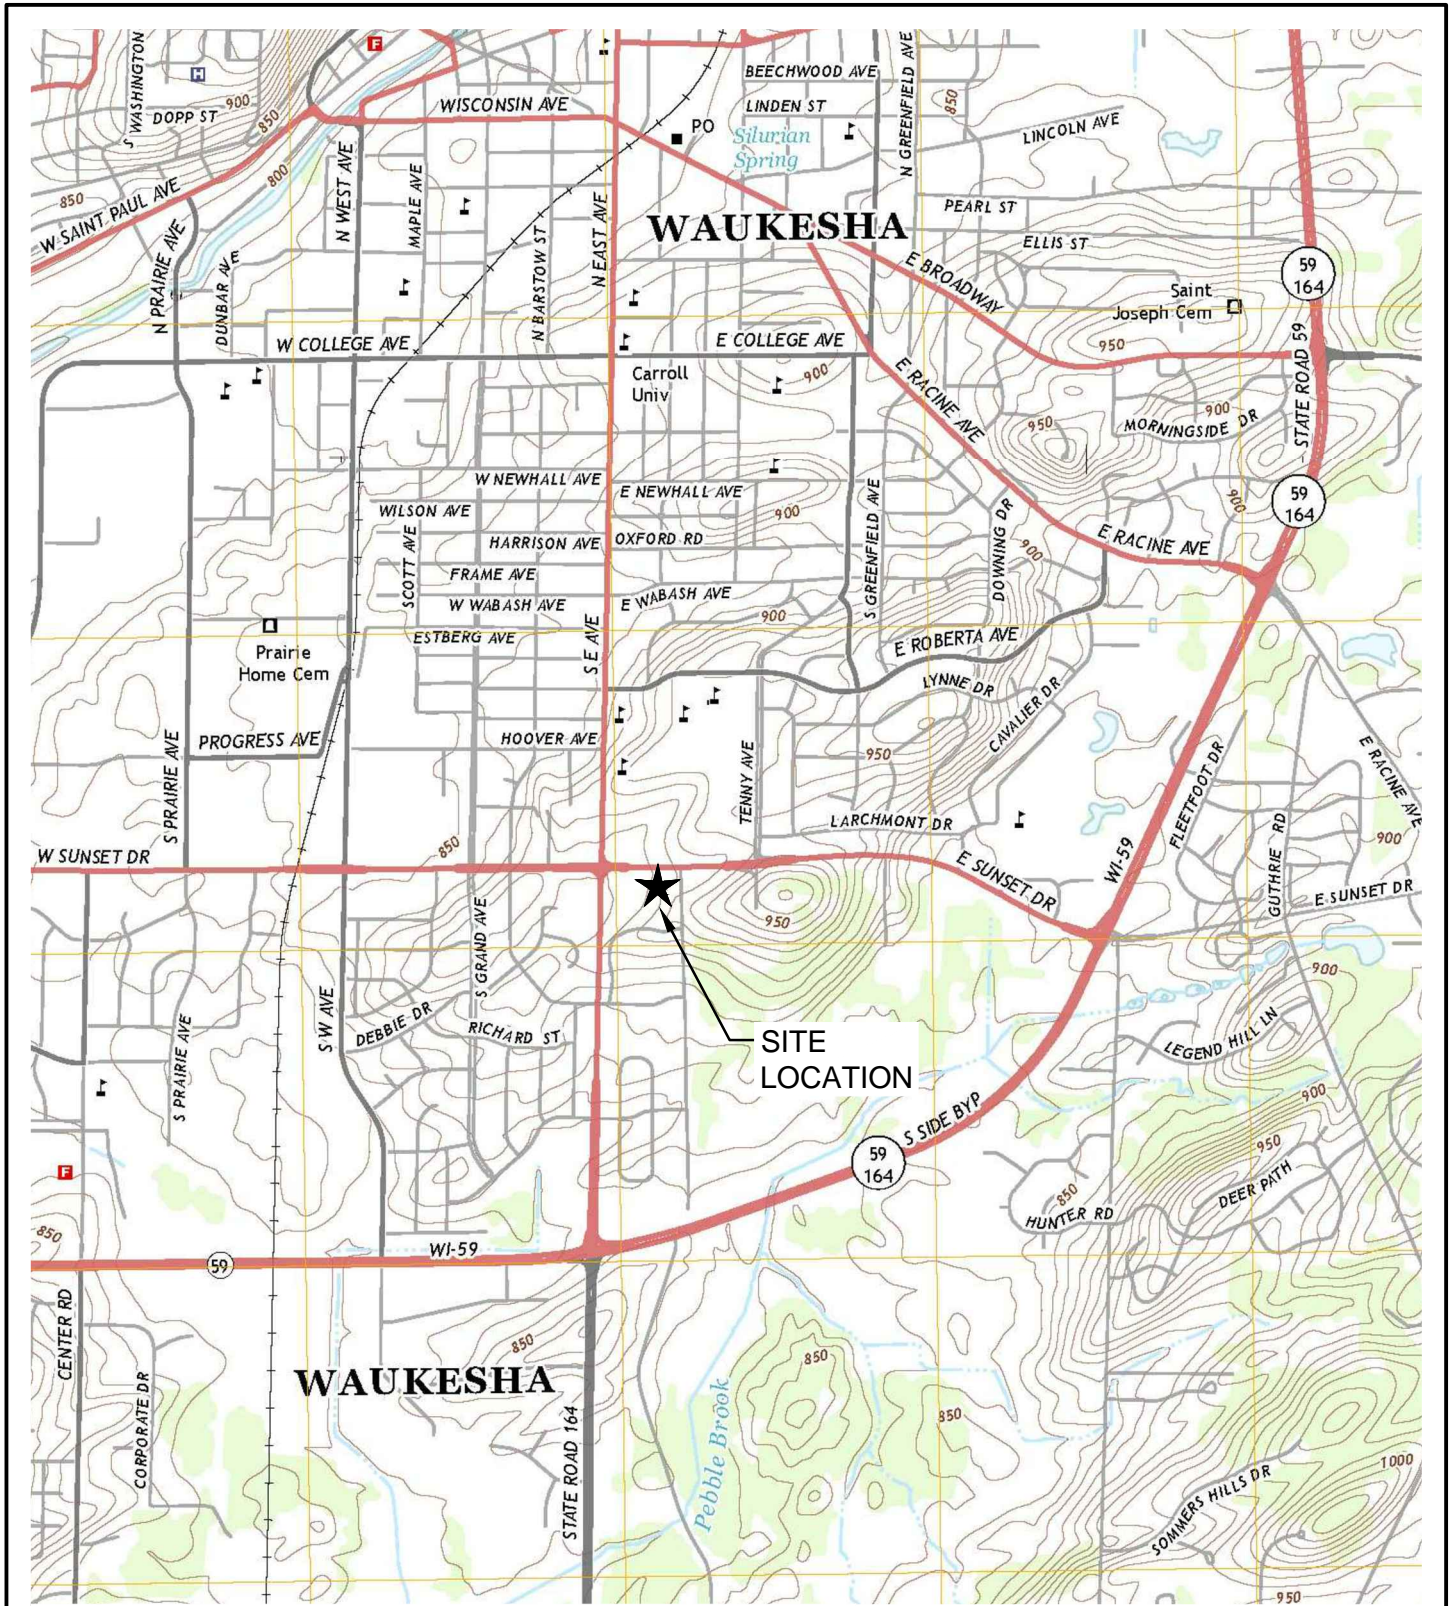 S WASHINGTON
F
H
DOPP ST
900
850
WISCONSIN AVE
PO
BEECHWOOD AVE
LINDEN ST
Silurian
Spring
N GREENFIELD AVE
850
LINCOLN AVE
800
850
W SAINT PAUL AVE
N WEST AVE
MAPLE AVE
N PRAIRIE AVE
DUNBAR AVE
N BARSTOW ST
N EAST AVE
WAUKESHA
PEARL ST
ELLIS ST
E BROADWAY
Saint
Joseph Cem
59
164
W COLLEGE AVE
E COLLEGE AVE
950
STATE ROAD 59
Carroll
Univ
900
E RACINE AVE
950
900
MORNINGSIDE DR
W NEWHALL AVE
E NEWHALL AVE
900
WILSON AVE
HARRISON AVE
OXFORD RD
SCOTT AVE
FRAME AVE
W WABASH AVE
E WABASH AVE
ESTBERG AVE
900
S GREENFIELD AVE
DOWNING DR
900
E RACINE AVE
900
59
164
Prairie
Home Cem
S E AVE
E ROBERTA AVE
LYNNE DR
CAVALIER DR
PROGRESS AVE
S PRAIRIE AVE
HOOVER AVE
950
TENNY AVE
LARCHMONT DR
FLEETFOOT DR
E RACINE AVE
900
GUTHRIE RD
WI-59
W SUNSET DR
850
E SUNSET DR
E SUNSET DR
950
S GRAND AVE
900
S W AVE
DEBBIE DR
RICHARD ST
S PRAIRIE AVE
SITE
LOCATION
LEGEND HILL LN
900
S SIDE BYP
59
164
950
DEER PATH
850
HUNTER RD
F
850
59
WI-59
CENTER RD
CORPORATE DR
850
WAUKESHA
STATE ROAD 164
Pebble Brook
850
850
SOMMERS HILLS DR
1000
950